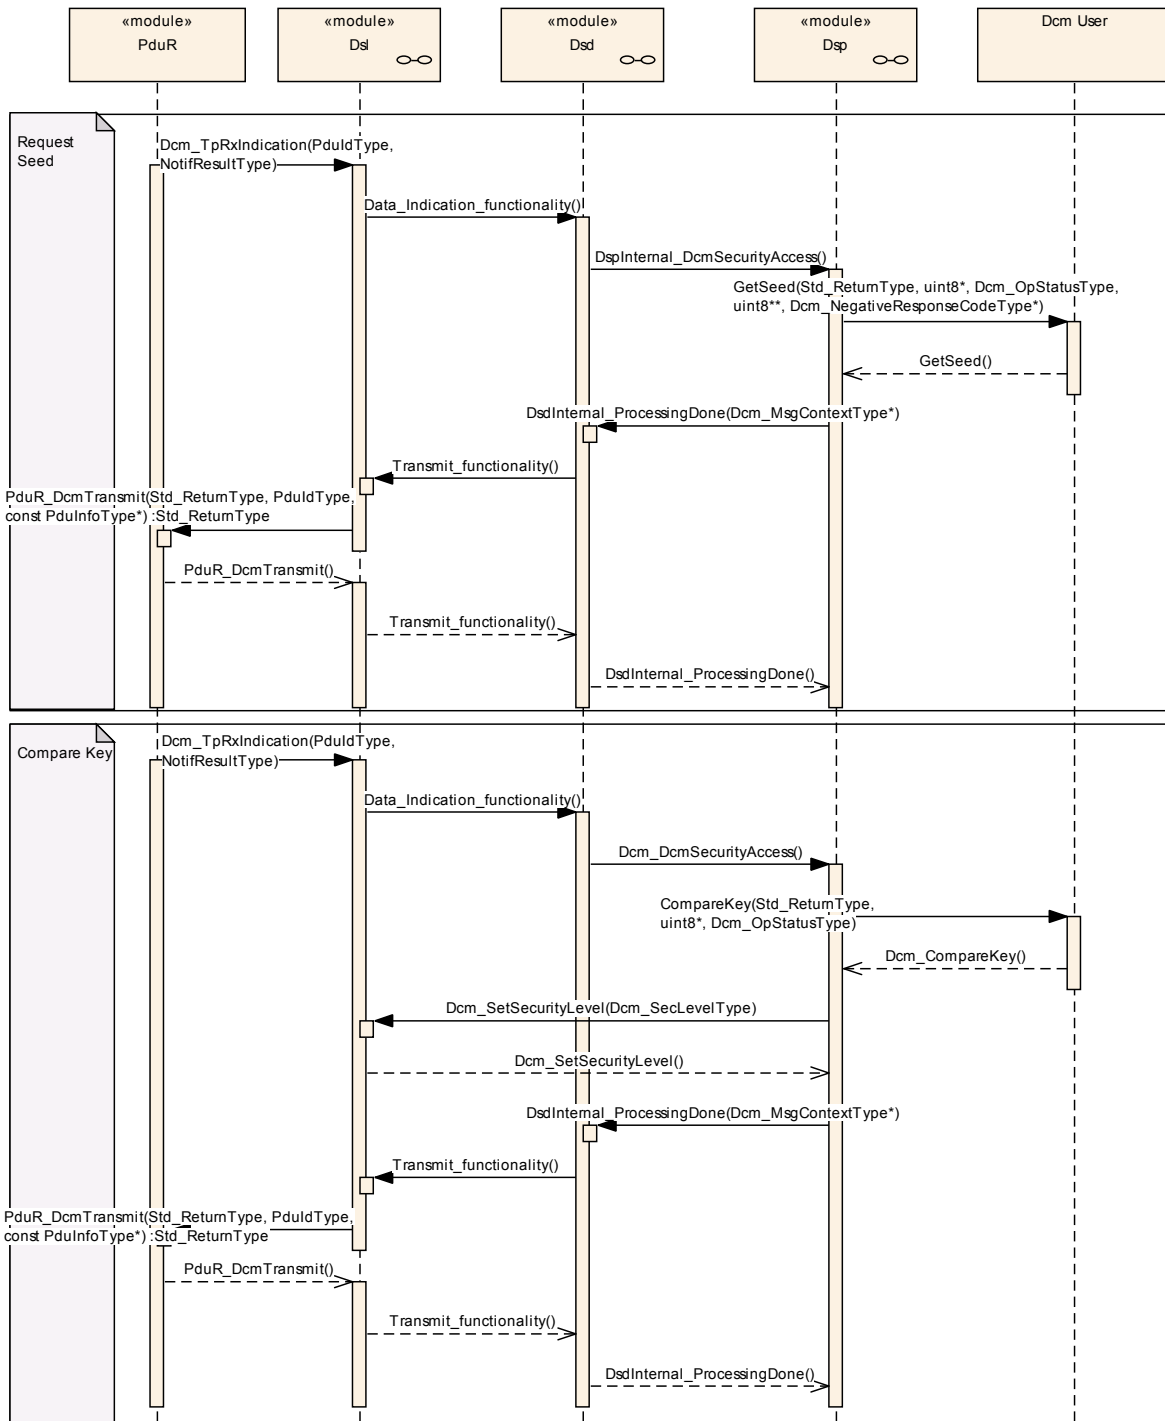 «module»
PduR
«module»
Dsl
«module»
Dsd
«module»
Dsp
Dcm User
Request
Seed
Dcm_TpRxIndication(PduIdType,
NotifResultType)
Data_Indication_functionality()
DspInternal_DcmSecurityAccess()
GetSeed(Std_ReturnType, uint8*, Dcm_OpStatusType,
uint8**, Dcm_NegativeResponseCodeType*)
GetSeed()
DsdInternal_ProcessingDone(Dcm_MsgContextType*)
Transmit_functionality()
PduR_DcmTransmit(Std_ReturnType, PduIdType,
const PduInfoType*) :Std_ReturnType
PduR_DcmTransmit()
Transmit_functionality()
DsdInternal_ProcessingDone()
Compare Key
Dcm_TpRxIndication(PduIdType,
NotifResultType)
Data_Indication_functionality()
Dcm_DcmSecurityAccess()
CompareKey(Std_ReturnType,
uint8*, Dcm_OpStatusType)
Dcm_CompareKey()
Dcm_SetSecurityLevel(Dcm_SecLevelType)
Dcm_SetSecurityLevel()
DsdInternal_ProcessingDone(Dcm_MsgContextType*)
Transmit_functionality()
PduR_DcmTransmit(Std_ReturnType, PduIdType,
const PduInfoType*) :Std_ReturnType
PduR_DcmTransmit()
Transmit_functionality()
DsdInternal_ProcessingDone()